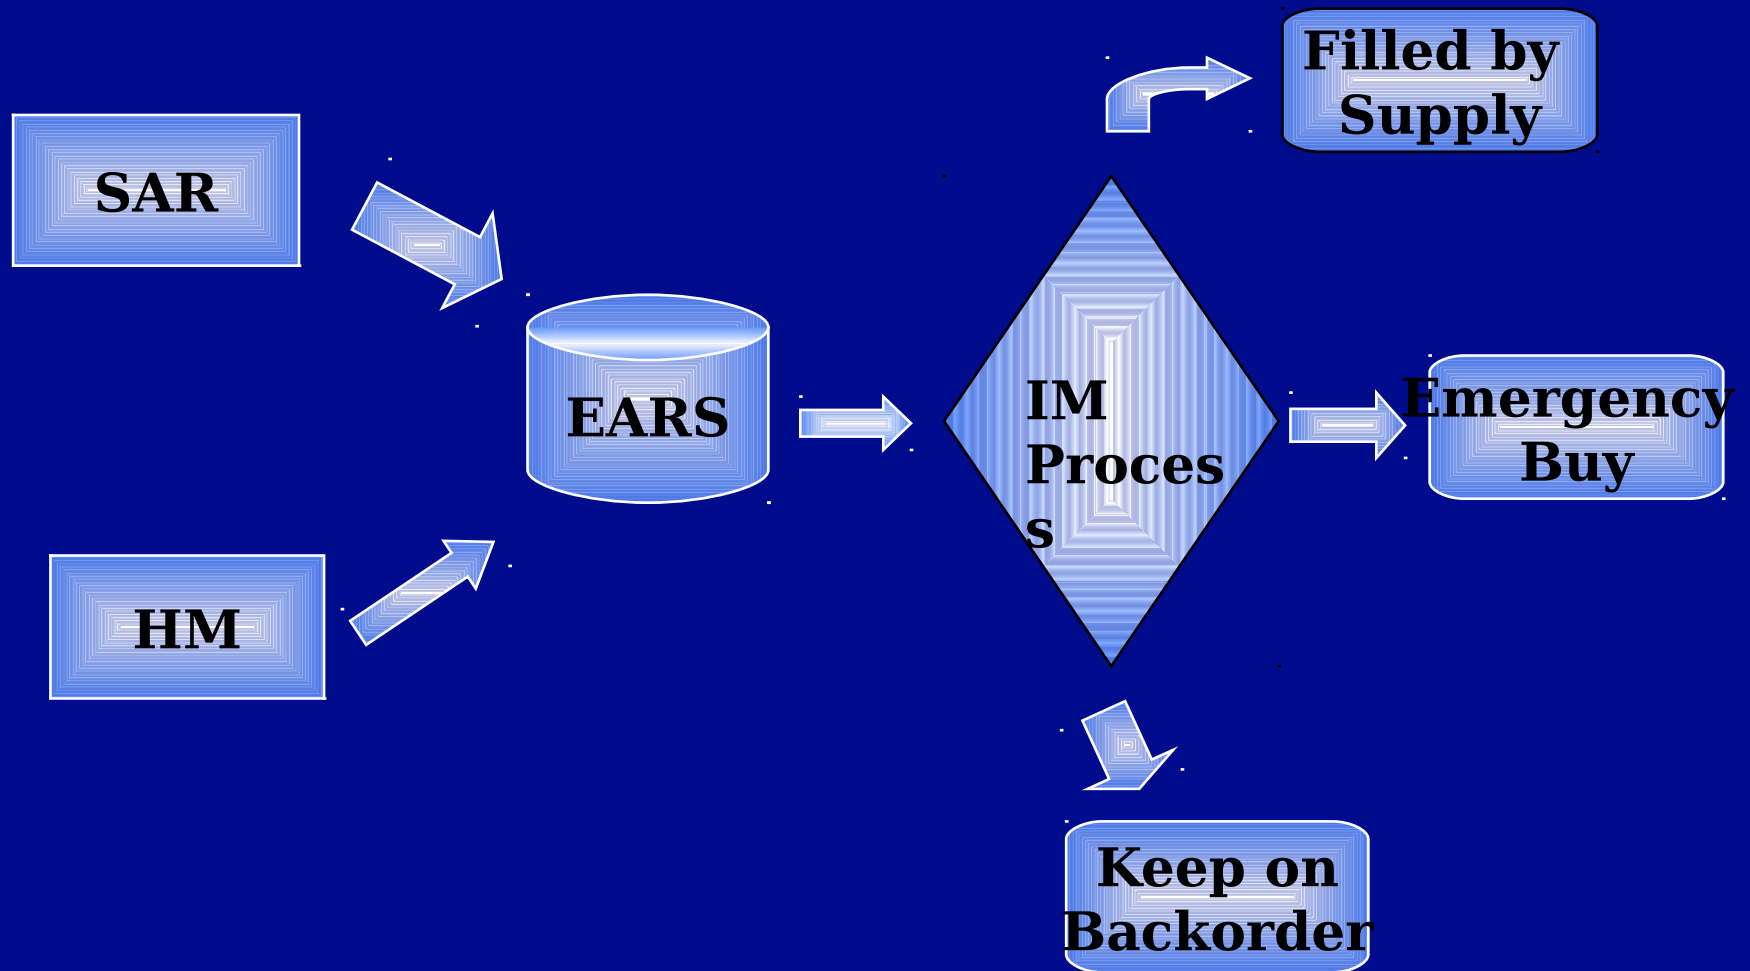 SAR
HM
EARS
IM
Proces
s
Filled by
Supply
Emergency
Buy
Keep on
Backorder